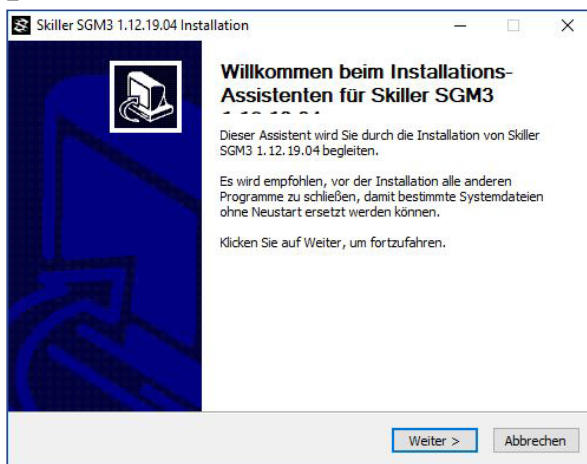 Skiller SGM3 1.12.19.04 Installation
Willkommen beim Installations-
Assistenten für Skiller SGM3
Dieser Assistent wird Sie durch die Installation von Skiller
SGM3 1.12.19.04 begleiten.
Es wird empfohlen, vor der Installation alle anderen
Programme zu schließen, damit bestimmte Systemdateien
ohne Neustart ersetzt werden können.
Klicken Sie auf Weiter, um fortzufahren.
Weiter >
Abbrechen